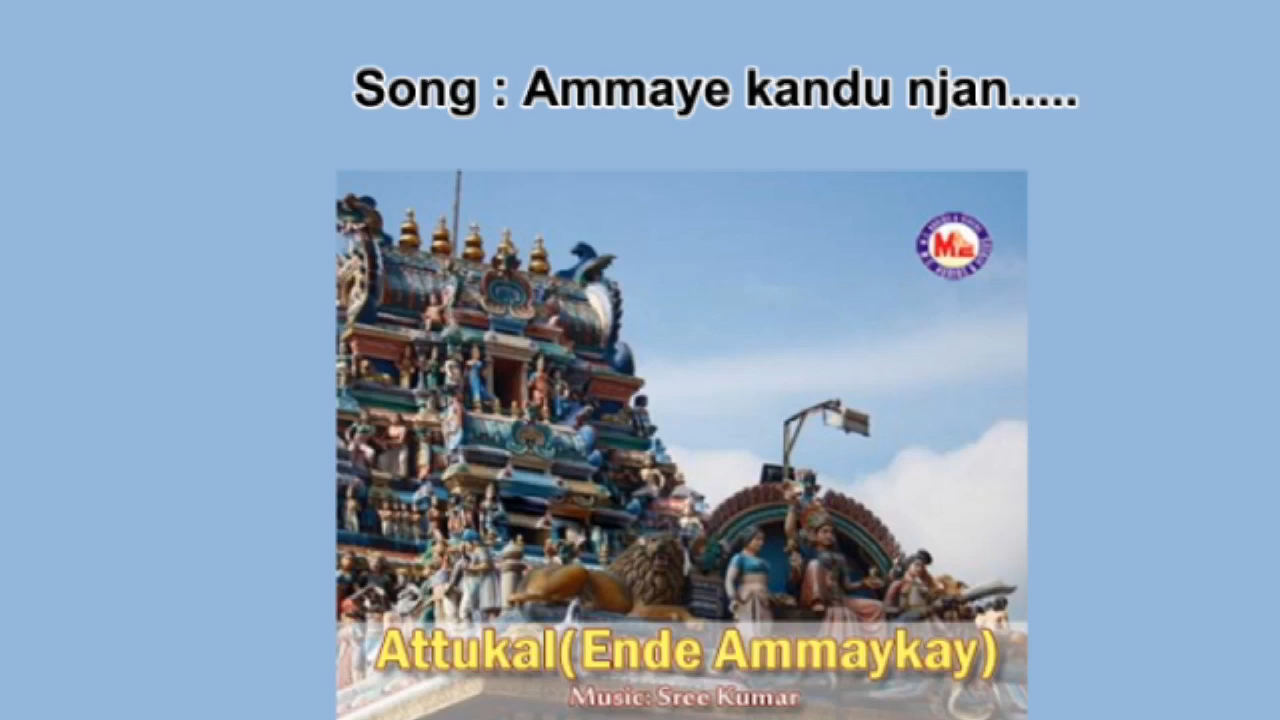 Song : Ammaye kandu njan.....
Attukal(Ende Ammaykay)
Music: Sree Kumar